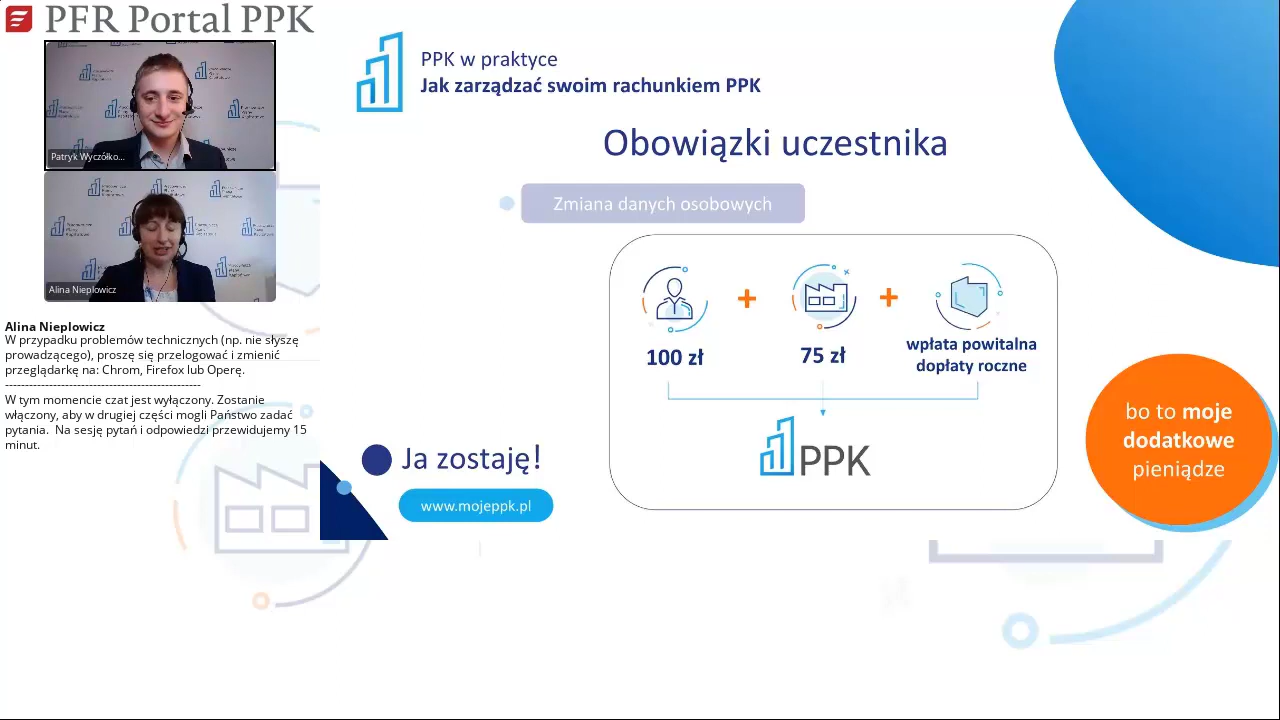 PFR Portal PPK
Patryk Wyczółko...
Alina Niepłowicz
Alina Nieplowicz
W przypadku problemów technicznych (np. nie słyszę
prowadzącego), proszę się przelogować i zmienić
przeglądarkę na: Chrom, Firefox lub Operę.
------------------------------------------------
W tym momencie czat jest wyłączony. Zostanie
włączony, aby w drugiej części mogli Państwo zadać
pytania. Na sesję pytań i odpowiedzi przewidujemy 15
minut.
PPK w praktyce
Jak zarządzać swoim rachunkiem PPK
Obowiązki uczestnika
Zmiana danych osobowych
100 zł
+
75 zł
+
wpłata powitalna
dopłaty roczne
PPK
Ja zostaję!
www.mojeppk.pl
bo to moje
dodatkowe
pieniądze